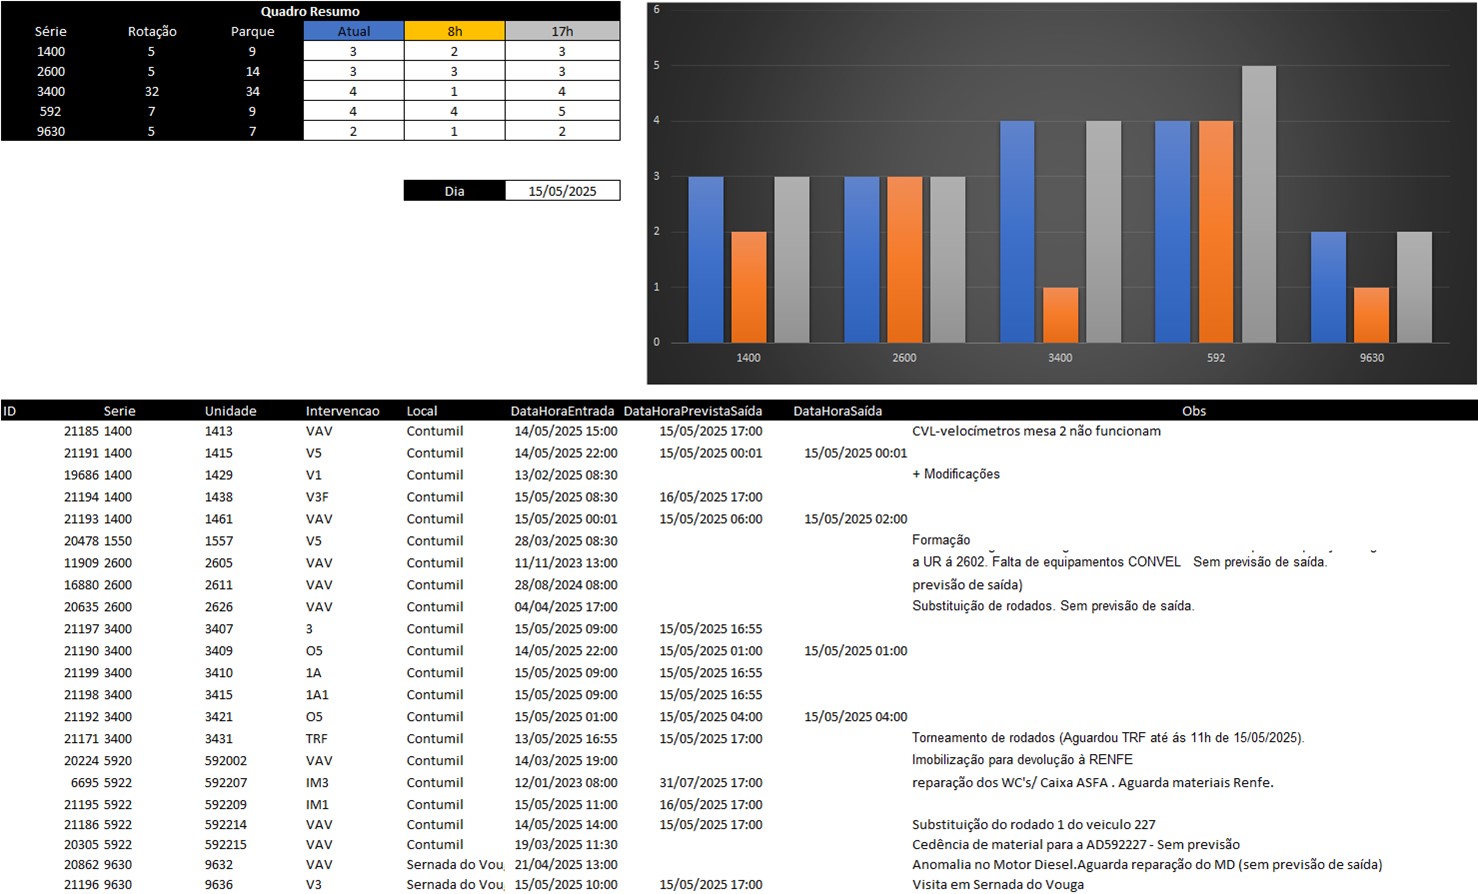 Quadro Resumo
Série Rotação Parque Atual 8h 17h
1400 5 9 3 2 3
2600 5 14 3 3 3
3400 32 34 4 1 4
592 7 9 4 4 5
9630 5 7 2 1 2
Dia 15/05/2025
6
5
4
3
2
1
0
1400 2600 3400 592 9630
ID Serie Unidade Intervencao Local DataHoraEntrada DataHoraPrevistaSaída DataHoraSaída Obs
21185 1400 1413 VAV Contumil 14/05/2025 15:00 15/05/2025 17:00 CVL-velocímetros mesa 2 não funcionam
21191 1400 1415 V5 Contumil 14/05/2025 22:00 15/05/2025 00:01 15/05/2025 00:01
19686 1400 1429 V1 Contumil 13/02/2025 08:30 + Modificações
21194 1400 1438 V3F Contumil 15/05/2025 08:30 16/05/2025 17:00
21193 1400 1461 VAV Contumil 15/05/2025 00:01 15/05/2025 06:00 15/05/2025 02:00
20478 1550 1557 V5 Contumil 28/03/2025 08:30 Formação
11909 2600 2605 VAV Contumil 11/11/2023 13:00 a UR á 2602. Falta de equipamentos CONVEL Sem previsão de saída.
16880 2600 2611 VAV Contumil 28/08/2024 08:00 previsão de saída)
20635 2600 2626 VAV Contumil 04/04/2025 17:00 Substituição de rodados. Sem previsão de saída.
21197 3400 3407 3 Contumil 15/05/2025 09:00 15/05/2025 16:55
21190 3400 3409 O5 Contumil 14/05/2025 22:00 15/05/2025 01:00 15/05/2025 01:00
21199 3400 3410 1A Contumil 15/05/2025 09:00 15/05/2025 16:55
21198 3400 3415 1A1 Contumil 15/05/2025 09:00 15/05/2025 16:55
21192 3400 3421 O5 Contumil 15/05/2025 01:00 15/05/2025 04:00 15/05/2025 04:00
21171 3400 3431 TRF Contumil 13/05/2025 16:55 15/05/2025 17:00 Torneamento de rodados (Aguardou TRF até ás 11h de 15/05/2025).
20224 5920 592002 VAV Contumil 14/03/2025 19:00 Imobilização para devolução à RENFE
6695 5922 592207 IM3 Contumil 12/01/2023 08:00 31/07/2025 17:00 reparação dos WC's/ Caixa ASFA . Aguarda materiais Renfe.
21195 5922 592209 IM1 Contumil 15/05/2025 11:00 16/05/2025 17:00
21186 5922 592214 VAV Contumil 14/05/2025 14:00 15/05/2025 17:00 Substituição do rodado 1 do veiculo 227
20305 5922 592215 VAV Contumil 19/03/2025 11:30 Cedência de material para a AD592227 - Sem previsão
20862 9630 9632 VAV Sernada do Voug 21/04/2025 13:00 Anomalia no Motor Diesel.Aguarda reparação do MD (sem previsão de saída)
21196 9630 9636 V3 Sernada do Voug 15/05/2025 10:00 15/05/2025 17:00 Visita em Sernada do Vouga